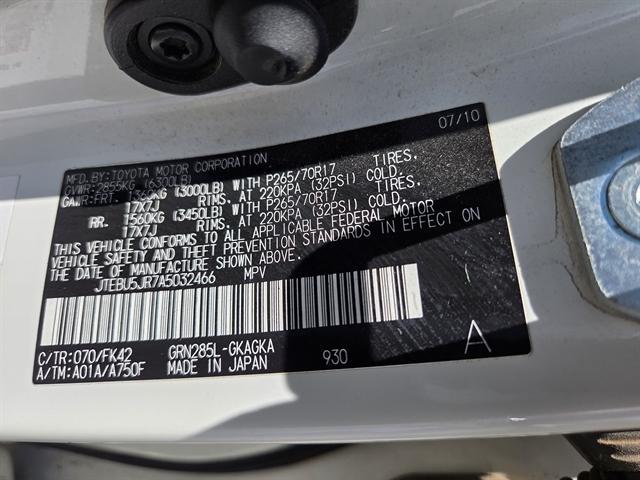 07/10
MFD.BY:TOYOTA MOTOR CORPORATION
GVWR:2855KG (6300LB)
GAWR:FRT. 1360KG (3000LB) WITH P265/70R17 TIRES.
17X7J RIMS. AT 220KPA (32PSI) COLD.
RR. 1560KG (3450LB) WITH P265/70R17 TIRES.
17X7J RIMS. AT 220KPA (32PSI) COLD.
THIS VEHICLE CONFORMS TO ALL APPLICABLE FEDERAL MOTOR
VEHICLE SAFETY AND THEFT PREVENTION STANDARDS IN EFFECT ON
THE DATE OF MANUFACTURE SHOWN ABOVE.
JTEBU5JR7A5032466 MPV
C/TR:070/FK42 GRN285L-GKAGKA 930 A
A/TM:A01A/A750F MADE IN JAPAN